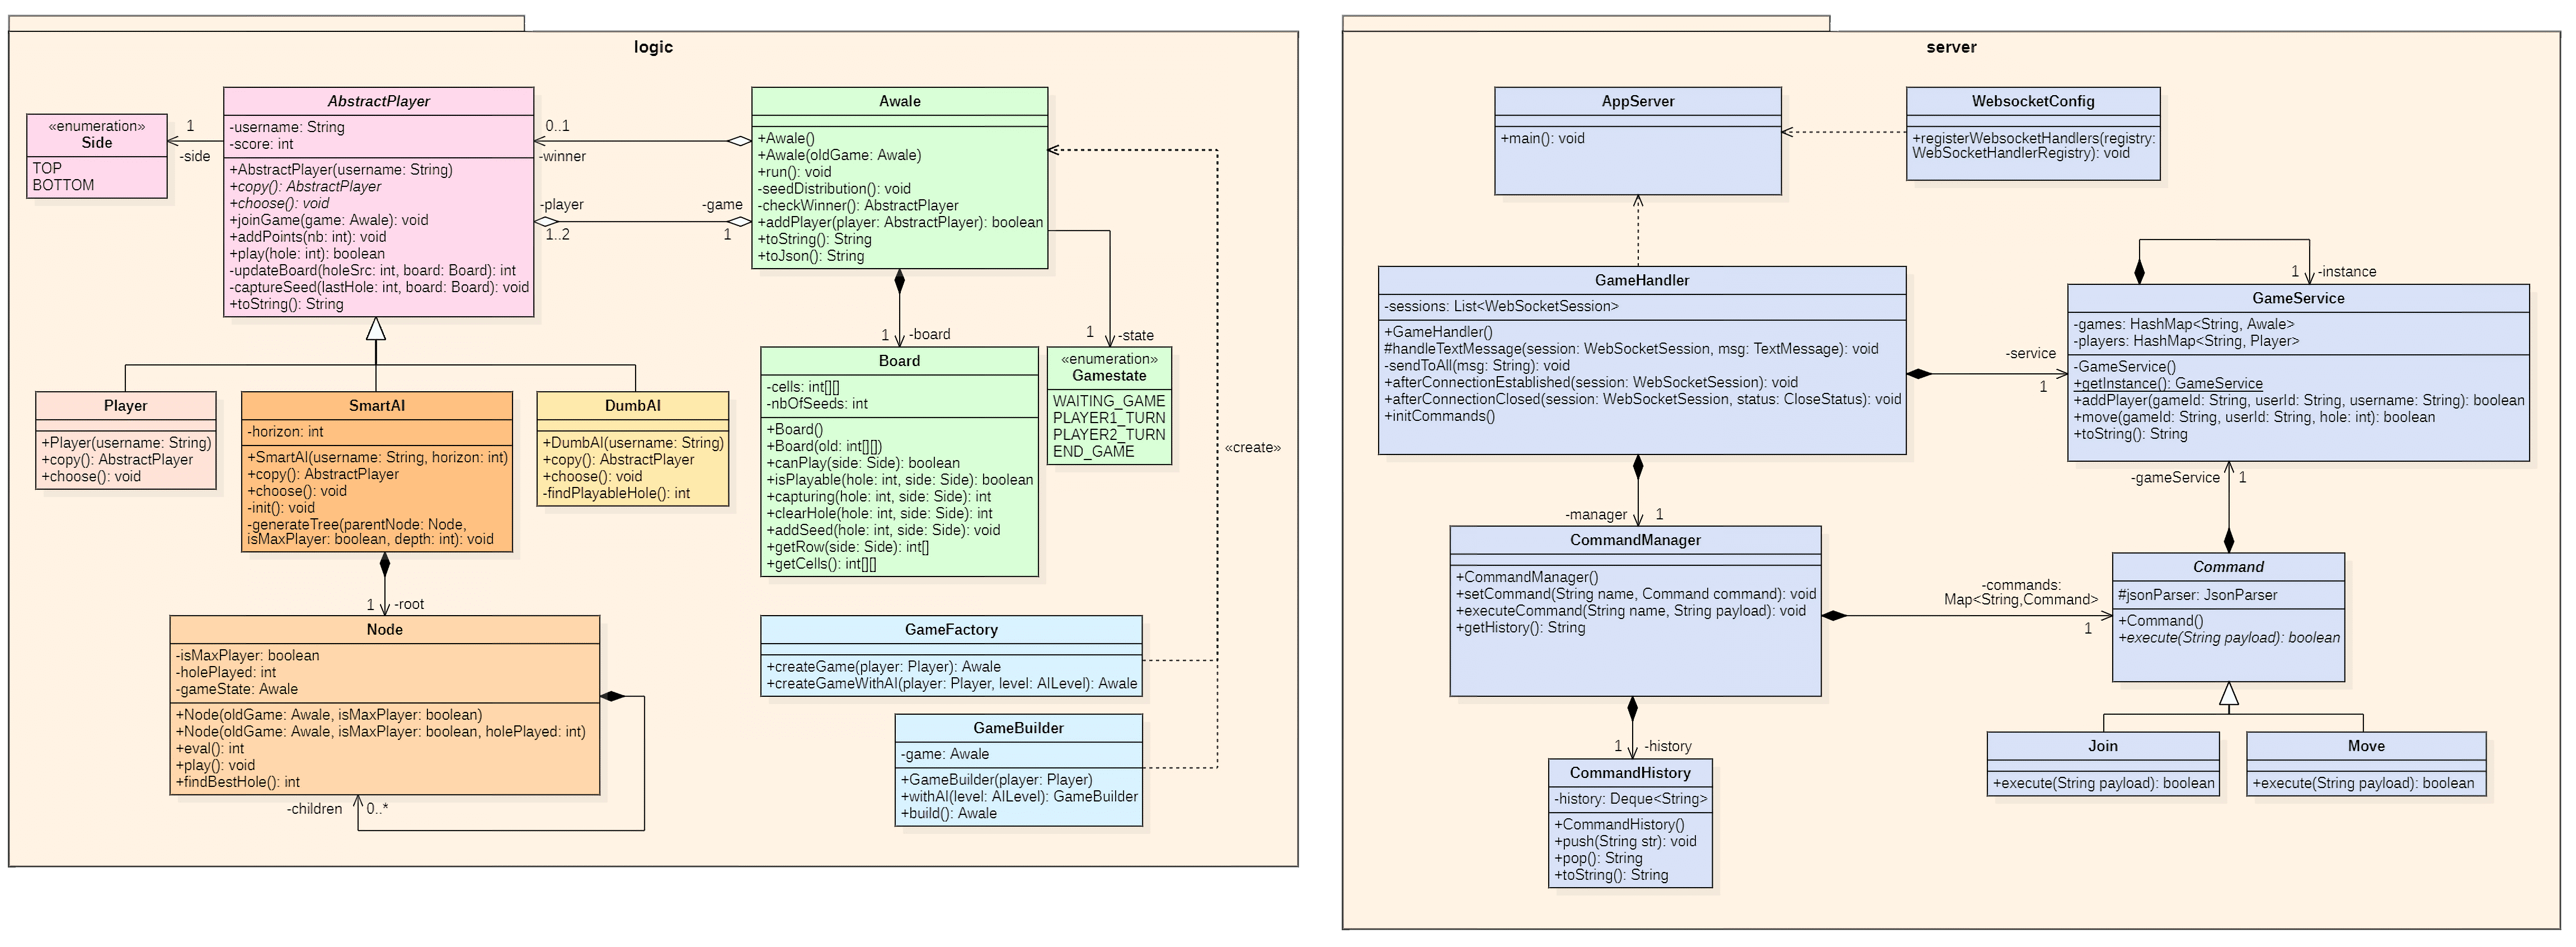 logic
«enumeration»
Side
TOP
BOTTOM
1
-side
AbstractPlayer
-username: String
-score: int
+AbstractPlayer(username: String)
+copy(): AbstractPlayer
+choose(): void
+joinGame(game: Awale): void
+addPoints(nb: int): void
+play(hole: int): boolean
-updateBoard(holeSrc: int, board: Board): int
-captureSeed(lastHole: int, board: Board): void
+toString(): String
0..1
-winner
-player
1..2
-game
1
Awale
+Awale()
+Awale(oldGame: Awale)
+run(): void
-seedDistribution(): void
-checkWinner(): AbstractPlayer
+addPlayer(player: AbstractPlayer): boolean
+toString(): String
+toJson(): String
1
-board
1
-state
Board
-cells: int[][]
-nbOfSeeds: int
+Board()
+Board(old: int[][])
+canPlay(side: Side): boolean
+isPlayable(hole: int, side: Side): boolean
+capturing(hole: int, side: Side): int
+clearHole(hole: int, side: Side): int
+addSeed(hole: int, side: Side): void
+getRow(side: Side): int[]
+getCells(): int[][]
«enumeration»
Gamestate
WAITING_GAME
PLAYER1_TURN
PLAYER2_TURN
END_GAME
«create»
Player
+Player(username: String)
+copy(): AbstractPlayer
+choose(): void
SmartAI
-horizon: int
+SmartAI(username: String, horizon: int)
+copy(): AbstractPlayer
+choose(): void
-init(): void
-generateTree(parentNode: Node,
isMaxPlayer: boolean, depth: int): void
DumbAI
+DumbAI(username: String)
+copy(): AbstractPlayer
+choose(): void
-findPlayableHole(): int
1
-root
Node
-isMaxPlayer: boolean
-holePlayed: int
-gameState: Awale
+Node(oldGame: Awale, isMaxPlayer: boolean)
+Node(oldGame: Awale, isMaxPlayer: boolean, holePlayed: int)
+eval(): int
+play(): void
+findBestHole(): int
-children
0..*
GameFactory
+createGame(player: Player): Awale
+createGameWithAI(player: Player, level: AILevel): Awale
GameBuilder
-game: Awale
+GameBuilder(player: Player)
+withAI(level: AILevel): GameBuilder
+build(): Awale
server
AppServer
+main(): void
WebsocketConfig
+registerWebsocketHandlers(registry:
WebSocketHandlerRegistry): void
GameHandler
-sessions: List<WebSocketSession>
+GameHandler()
#handleTextMessage(session: WebSocketSession, msg: TextMessage): void
-sendToAll(msg: String): void
+afterConnectionEstablished(session: WebSocketSession): void
+afterConnectionClosed(session: WebSocketSession, status: CloseStatus): void
+initCommands()
-service
1
1
-instance
GameService
-games: HashMap<String, Awale>
-players: HashMap<String, Player>
-GameService()
+getInstance(): GameService
+addPlayer(gameId: String, userId: String, username: String): boolean
+move(gameId: String, userId: String, hole: int): boolean
+toString(): String
-gameService
1
-manager
1
CommandManager
+CommandManager()
+setCommand(String name, Command command): void
+executeCommand(String name, String payload): void
+getHistory(): String
-commands:
Map<String,Command>
1
Command
#jsonParser: JsonParser
+Command()
+execute(String payload): boolean
Join
+execute(String payload): boolean
Move
+execute(String payload): boolean
1
-history
CommandHistory
-history: Deque<String>
+CommandHistory()
+push(String str): void
+pop(): String
+toString(): String